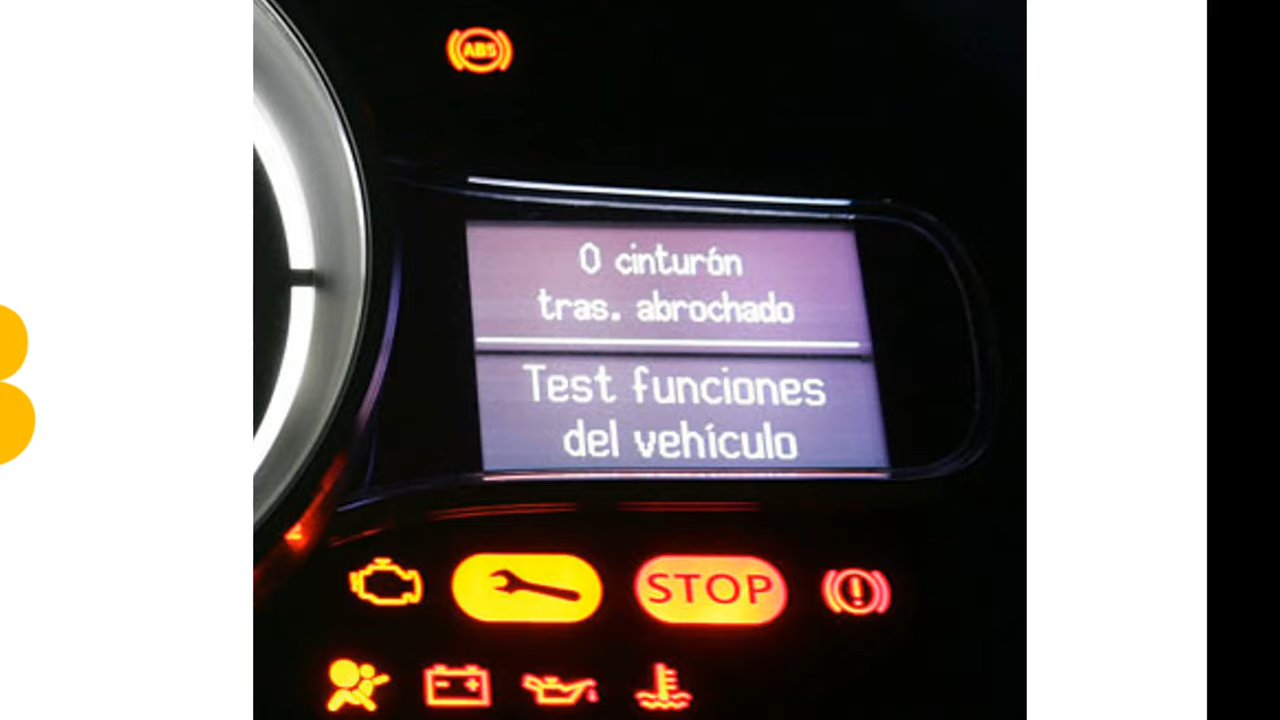 ABS
0 cinturón
tras. abrochado
Test funciones
del vehículo
STOP